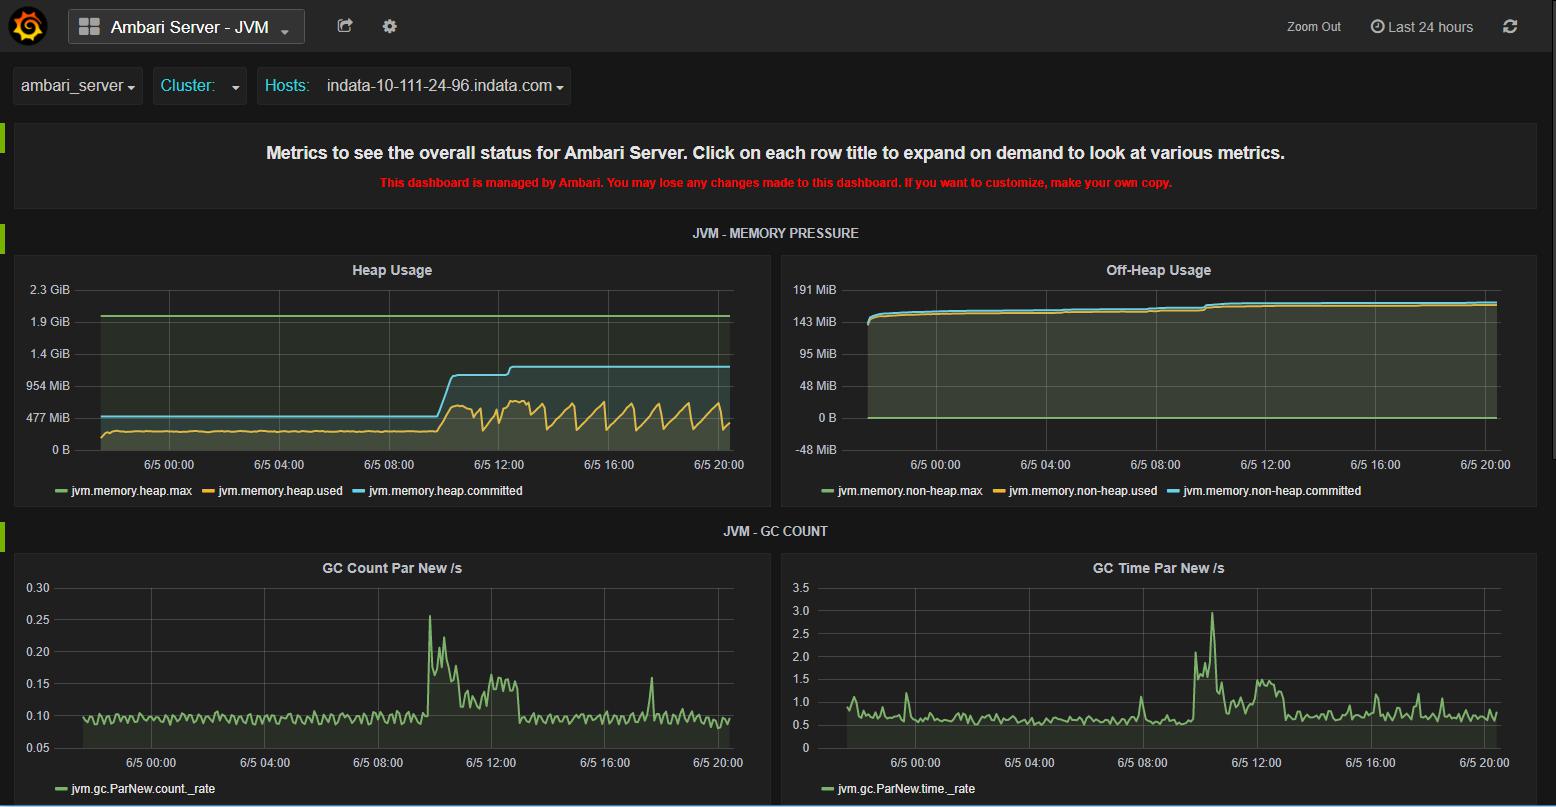 Ambari Server - JVM
Zoom Out
Last 24 hours
ambari_server
Cluster:
Hosts: indata-10-111-24-96.indata.com
Metrics to see the overall status for Ambari Server. Click on each row title to expand on demand to look at various metrics.
This dashboard is managed by Ambari. You may lose any changes made to this dashboard. If you want to customize, make your own copy.
JVM - MEMORY PRESSURE
Heap Usage
2.3 GiB
1.9 GiB
1.4 GiB
954 MiB
477 MiB
0 B
6/5 00:00 6/5 04:00 6/5 08:00 6/5 12:00 6/5 16:00 6/5 20:00
jvm.memory.heap.max jvm.memory.heap.used jvm.memory.heap.committed
Off-Heap Usage
191 MiB
143 MiB
95 MiB
48 MiB
0 B
-48 MiB
6/5 00:00 6/5 04:00 6/5 08:00 6/5 12:00 6/5 16:00 6/5 20:00
jvm.memory.non-heap.max jvm.memory.non-heap.used jvm.memory.non-heap.committed
JVM - GC COUNT
GC Count Par New /s
0.30
0.25
0.20
0.15
0.10
0.05
6/5 00:00 6/5 04:00 6/5 08:00 6/5 12:00 6/5 16:00 6/5 20:00
jvm.gc.ParNew.count._rate
GC Time Par New /s
3.5
3.0
2.5
2.0
1.5
1.0
0.5
0
6/5 00:00 6/5 04:00 6/5 08:00 6/5 12:00 6/5 16:00 6/5 20:00
jvm.gc.ParNew.time._rate